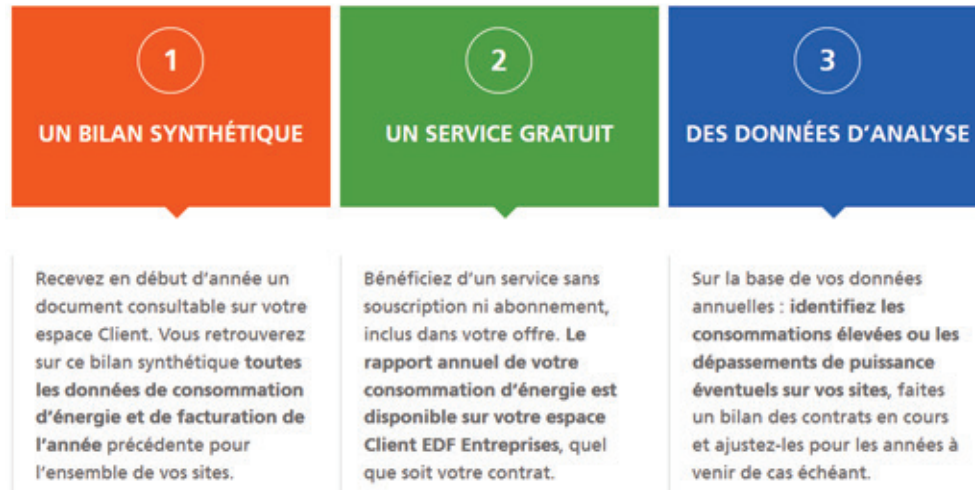 1
UN BILAN SYNTHÉTIQUE
Recevez en début d'année un
document consultable sur votre
espace Client. Vous retrouverez
sur ce bilan synthétique toutes
les données de consommation
d'énergie et de facturation de
l'année précédente pour
l'ensemble de vos sites.
2
UN SERVICE GRATUIT
Bénéficiez d'un service sans
souscription ni abonnement,
inclus dans votre offre. Le
rapport annuel de votre
consommation d'énergie est
disponible sur votre espace
Client EDF Entreprises, quel
que soit votre contrat.
3
DES DONNÉES D'ANALYSE
Sur la base de vos données
annuelles : identifiez les
consommations élevées ou les
dépassements de puissance
éventuels sur vos sites, faites
un bilan des contrats en cours
et ajustez-les pour les années à
venir de cas échéant.